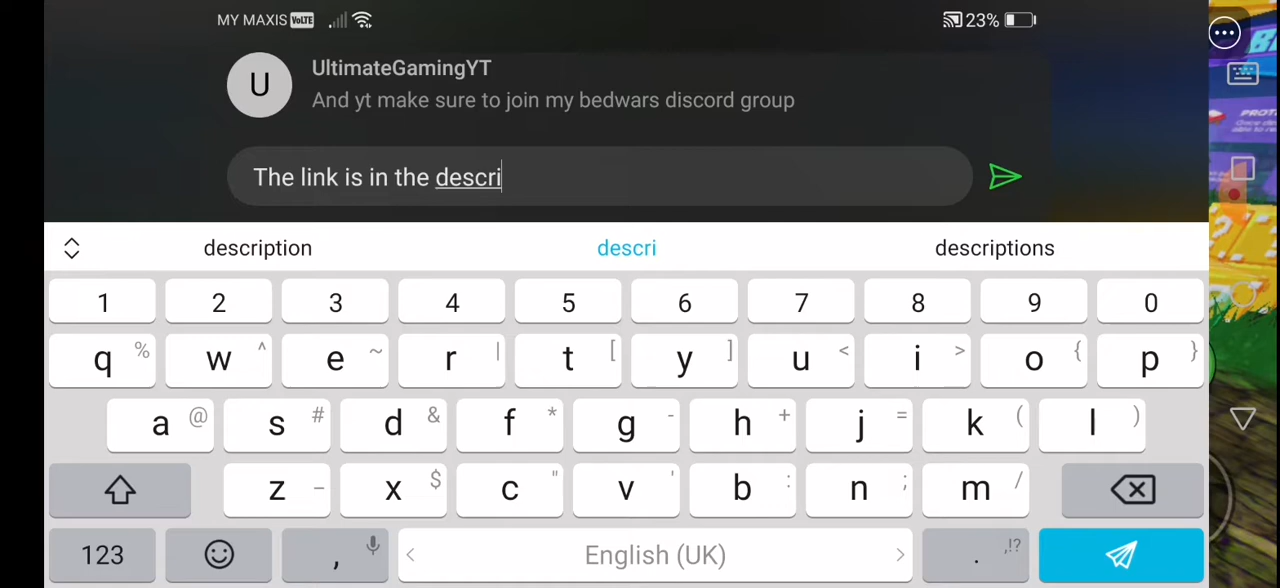 MY MAXIS VoLTE 23%
U
UltimateGamingYT
And yt make sure to join my bedwars discord group
The link is in the descri
description descri descriptions
1 2 3 4 5 6 7 8 9 0
q % w ^ e ~ r | t [ y ] u < i > o { p }
a @ s # d & f * g - h + j = k ( l )
z _ x $ c " v ' b : n ; m /
123 , < English (UK) > . ,!?